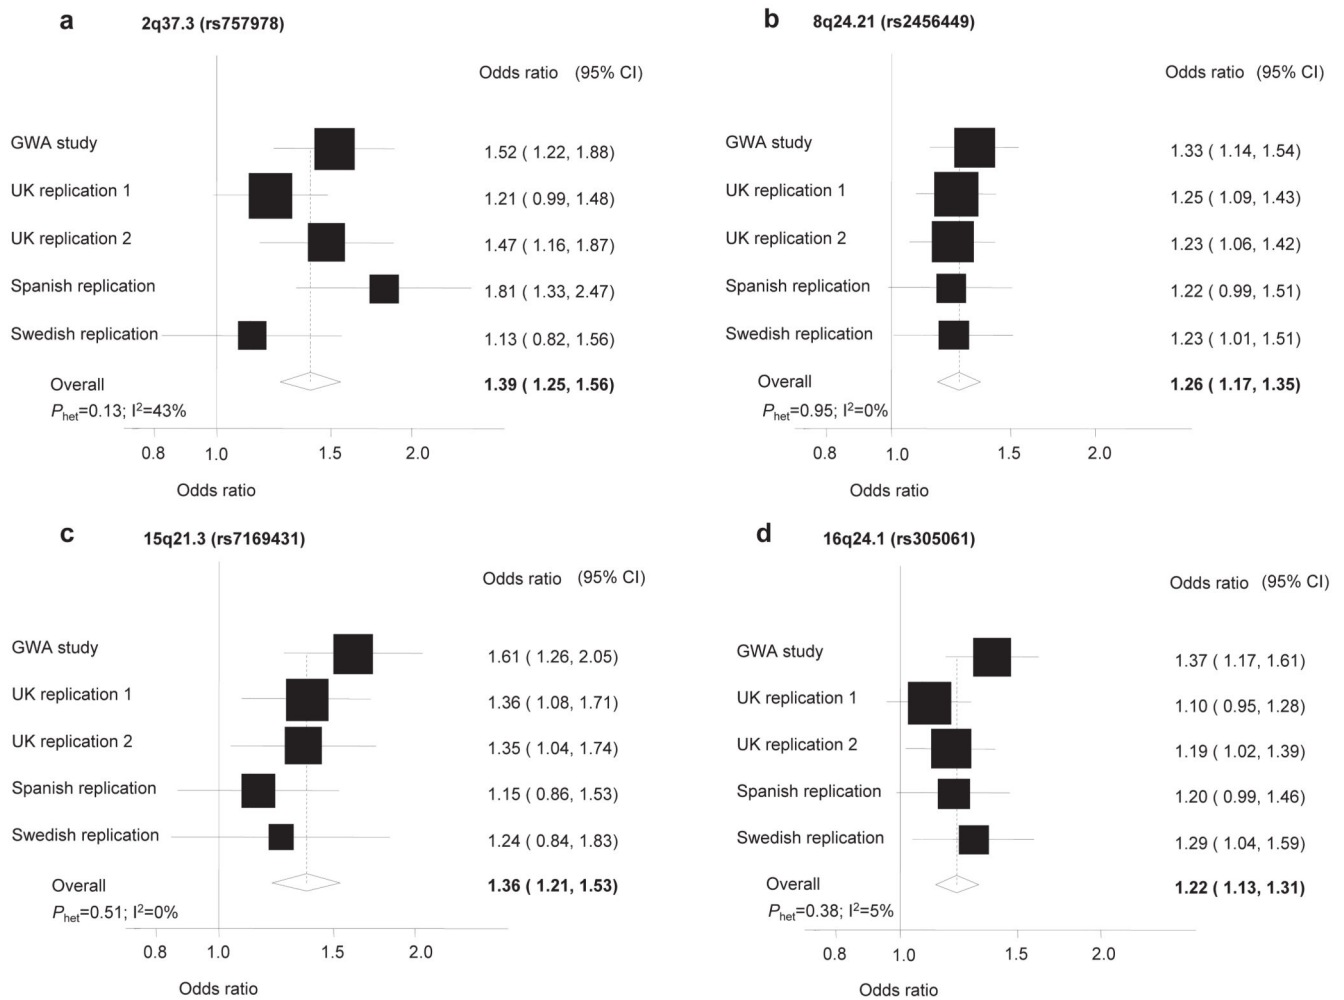 a 2q37.3 (rs757978)
Odds ratio (95% CI)
GWA study 1.52 ( 1.22, 1.88)
UK replication 1 1.21 ( 0.99, 1.48)
UK replication 2 1.47 ( 1.16, 1.87)
Spanish replication 1.81 ( 1.33, 2.47)
Swedish replication 1.13 ( 0.82, 1.56)
Overall 1.39 ( 1.25, 1.56)
Phet=0.13; I²=43%
0.8 1.0 1.5 2.0
Odds ratio
b 8q24.21 (rs2456449)
Odds ratio (95% CI)
GWA study 1.33 ( 1.14, 1.54)
UK replication 1 1.25 ( 1.09, 1.43)
UK replication 2 1.23 ( 1.06, 1.42)
Spanish replication 1.22 ( 0.99, 1.51)
Swedish replication 1.23 ( 1.01, 1.51)
Overall 1.26 ( 1.17, 1.35)
Phet=0.95; I²=0%
0.8 1.0 1.5 2.0
Odds ratio
c 15q21.3 (rs7169431)
Odds ratio (95% CI)
GWA study 1.61 ( 1.26, 2.05)
UK replication 1 1.36 ( 1.08, 1.71)
UK replication 2 1.35 ( 1.04, 1.74)
Spanish replication 1.15 ( 0.86, 1.53)
Swedish replication 1.24 ( 0.84, 1.83)
Overall 1.36 ( 1.21, 1.53)
Phet=0.51; I²=0%
0.8 1.0 1.5 2.0
Odds ratio
d 16q24.1 (rs305061)
Odds ratio (95% CI)
GWA study 1.37 ( 1.17, 1.61)
UK replication 1 1.10 ( 0.95, 1.28)
UK replication 2 1.19 ( 1.02, 1.39)
Spanish replication 1.20 ( 0.99, 1.46)
Swedish replication 1.29 ( 1.04, 1.59)
Overall 1.22 ( 1.13, 1.31)
Phet=0.38; I²=5%
0.8 1.0 1.5 2.0
Odds ratio